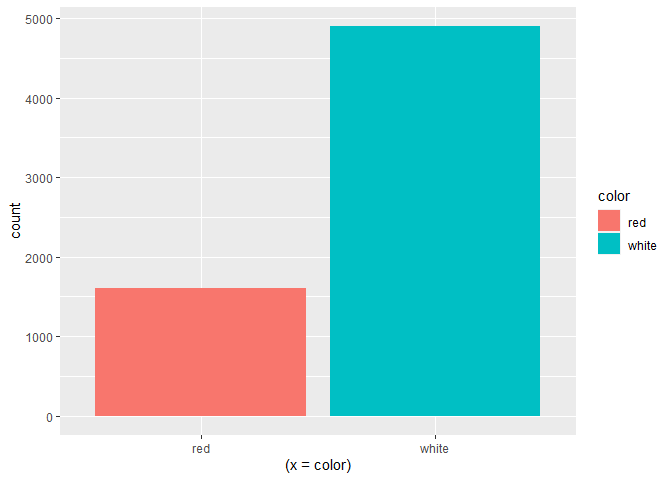 5000
4000
3000
2000
1000
0
count
red
white
(x = color)
color
red
white